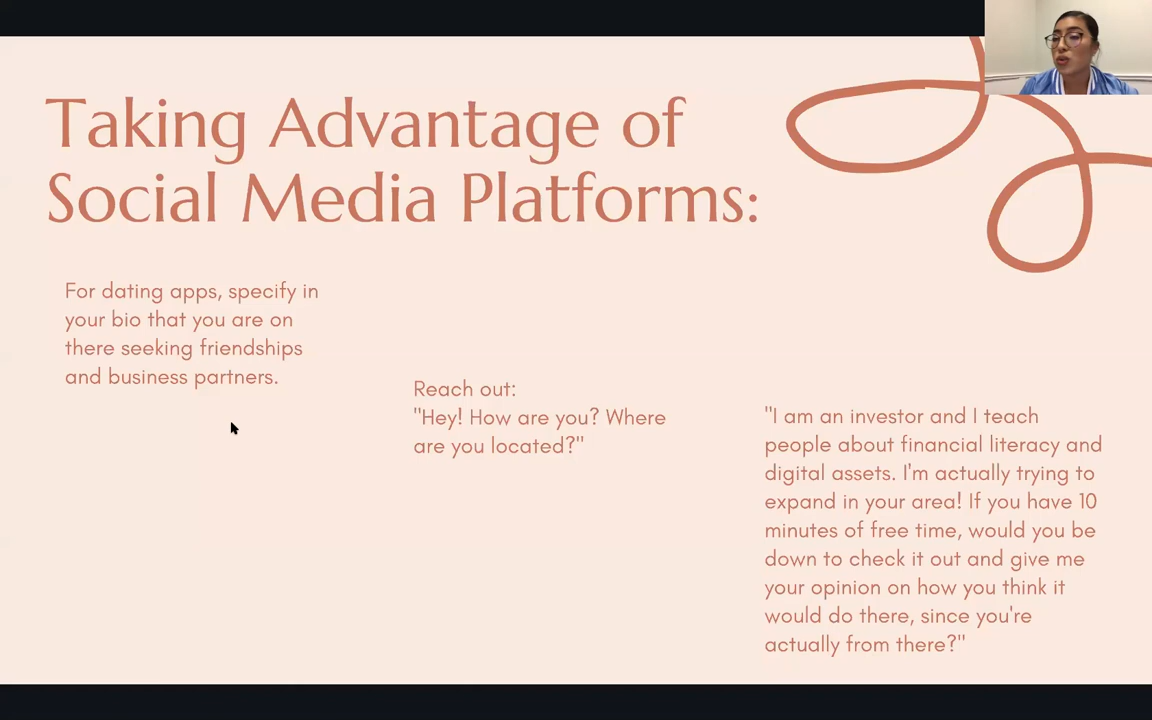 Taking Advantage of
Social Media Platforms:
For dating apps, specify in
your bio that you are on
there seeking friendships
and business partners.
Reach out:
"Hey! How are you? Where
are you located?"
"I am an investor and I teach
people about financial literacy and
digital assets. I'm actually trying to
expand in your area! If you have 10
minutes of free time, would you be
down to check it out and give me
your opinion on how you think it
would do there, since you're
actually from there?"